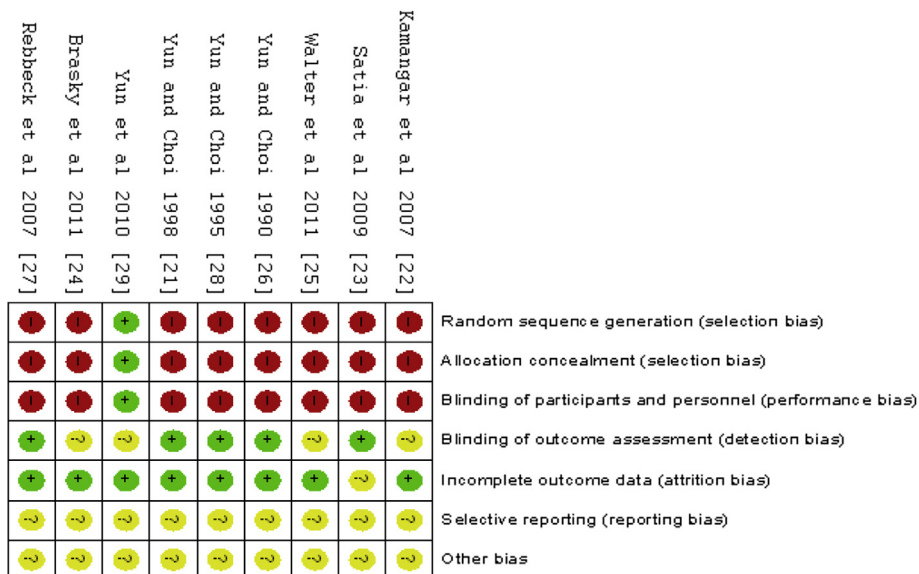 Rebbeck et al 2007 [27]
Brasky et al 2011 [24]
Yun et al 2010 [29]
Yun and Choi 1998 [21]
Yun and Choi 1995 [28]
Yun and Choi 1990 [26]
Walter et al 2011 [25]
Satia et al 2009 [23]
Kamangar et al 2007 [22]
- - + - - - - - - Random sequence generation (selection bias)
- - + - - - - - - Allocation concealment (selection bias)
- - + - - - - - - Blinding of participants and personnel (performance bias)
+ ? ? + + + ? + ? Blinding of outcome assessment (detection bias)
+ + + + + + + ? + Incomplete outcome data (attrition bias)
? ? ? ? ? ? ? ? ? Selective reporting (reporting bias)
? ? ? ? ? ? ? ? ? Other bias